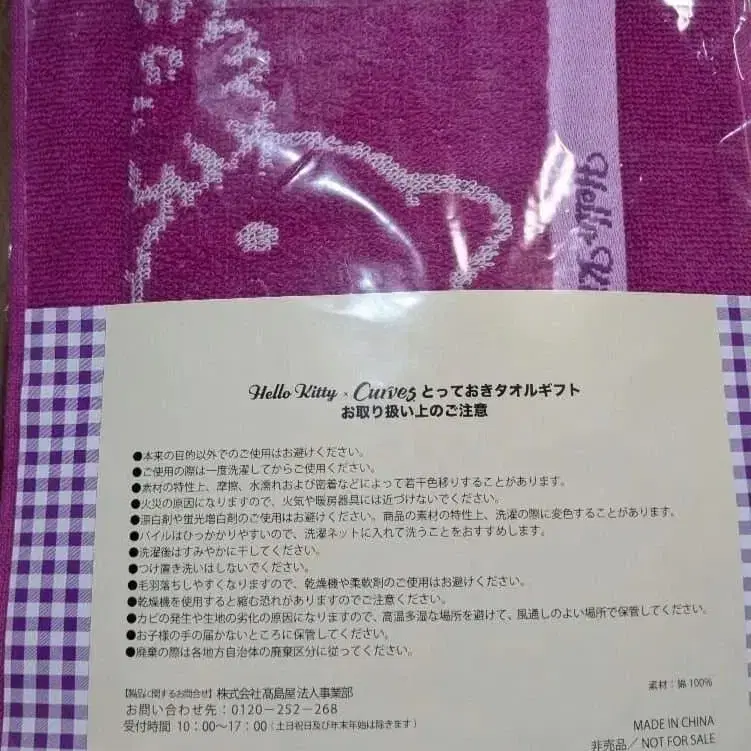 Hello Ki
Hello Kitty × Curves とっておきタオルギフト
お取り扱い上のご注意
●本来の目的以外でのご使用はお避けください。
●ご使用の際は一度洗濯してからご使用ください。
●素材の特性上、摩擦、水濡れおよび密着などによって若干色移りすることがあります。
●火災の原因になりますので、火気や暖房器具には近づけないでください。
●漂白剤や蛍光増白剤のご使用はお避けください。商品の素材の特性上、洗濯の際に変色することがあります。
●パイルはひっかかりやすいので、洗濯ネットに入れて洗うことをおすすめします。
●洗濯後はすみやかに干してください。
●つけ置き洗いはしないでください。
●毛羽落ちしやすくなりますので、乾燥機や柔軟剤のご使用はお避けください。
●乾燥機を使用すると縮む恐れがありますのでご注意ください。
●カビの発生や生地の劣化の原因になりますので、高温多湿な場所を避けて、風通しのよい場所で保管してください。
●お子様の手の届かないところに保管してください。
●廃棄の際は各地方自治体の廃棄区分に従ってください。
【製品に関するお問合せ】株式会社髙島屋 法人事業部
お問い合わせ先：0120-252-268
受付時間 10：00〜17：00（土日祝日及び年末年始は除きます）
素材：綿 100%
MADE IN CHINA
非売品／NOT FOR SALE